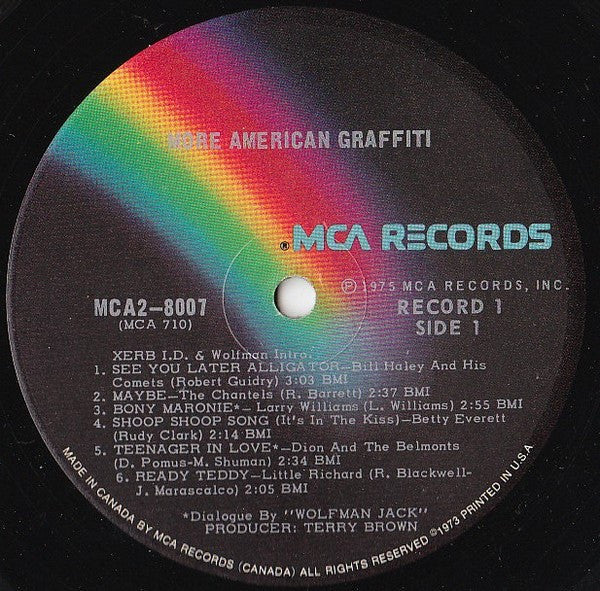 MORE AMERICAN GRAFFITI
® MCA RECORDS
Ⓟ 1975 MCA RECORDS, INC.
MCA2-8007
(MCA 710)
RECORD 1
SIDE 1
XERB I.D. & Wolfman Intro.
1. SEE YOU LATER ALLIGATOR—Bill Haley And His
Comets (Robert Guidry) 3:03 BMI
2. MAYBE—The Chantels (R. Barrett) 2:37 BMI
3. BONY MARONIE*— Larry Williams (L. Williams) 2:55 BMI
4. SHOOP SHOOP SONG (It's In The Kiss)—Betty Everett
(Rudy Clark) 2:14 BMI
5. TEENAGER IN LOVE*—Dion And The Belmonts
(D. Pomus-M. Shuman) 2:34 BMI
6. READY TEDDY—Little Richard (R. Blackwell-
J. Marascalco) 2:05 BMI
*Dialogue By "WOLFMAN JACK"
PRODUCER: TERRY BROWN
MADE IN CANADA BY MCA RECORDS (CANADA) ALL RIGHTS RESERVED ©1973 PRINTED IN U.S.A